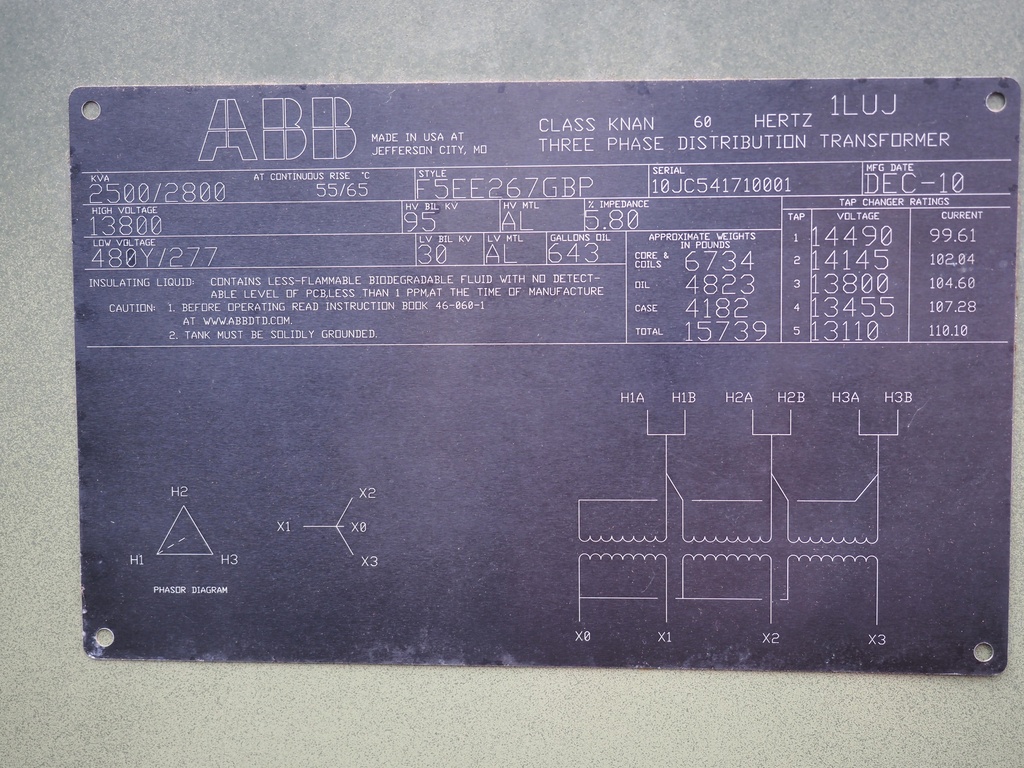 ABB
MADE IN USA AT
JEFFERSON CITY, MO
CLASS KNAN 60 HERTZ 1LUJ
THREE PHASE DISTRIBUTION TRANSFORMER
KVA AT CONTINUOUS RISE °C
2500/2800 55/65
STYLE
F5EE267GBP
SERIAL
10JC541710001
MFG DATE
DEC-10
HIGH VOLTAGE
13800
HV BIL KV
95
HV MTL
AL
% IMPEDANCE
5.80
LOW VOLTAGE
480Y/277
LV BIL KV
30
LV MTL
AL
GALLONS OIL
643
APPROXIMATE WEIGHTS
IN POUNDS
CORE &
COILS 6734
OIL 4823
CASE 4182
TOTAL 15739
TAP CHANGER RATINGS
TAP VOLTAGE CURRENT
1 14490 99.61
2 14145 102.04
3 13800 104.60
4 13455 107.28
5 13110 110.10
INSULATING LIQUID: CONTAINS LESS-FLAMMABLE BIODEGRADABLE FLUID WITH NO DETECT-
ABLE LEVEL OF PCB,LESS THAN 1 PPM,AT THE TIME OF MANUFACTURE
CAUTION: 1. BEFORE OPERATING READ INSTRUCTION BOOK 46-060-1
AT WWW.ABBDTD.COM.
2. TANK MUST BE SOLIDLY GROUNDED.
H1A H1B H2A H2B H3A H3B
H2
H1 H3
X2
X1 X0
X3
PHASOR DIAGRAM
X0 X1 X2 X3